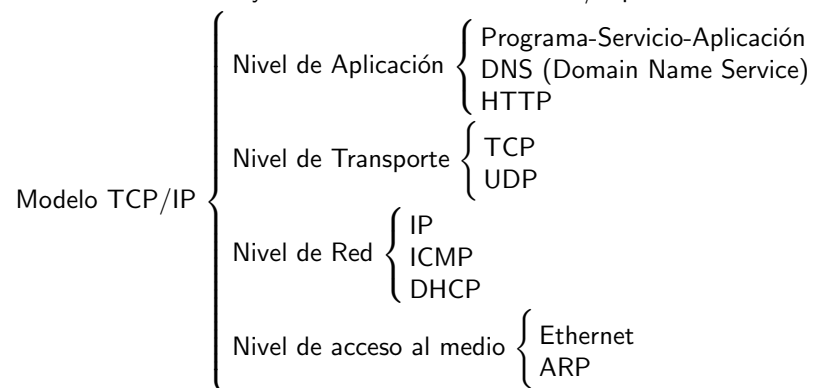 Nivel de Aplicación
Programa-Servicio-Aplicación
DNS (Domain Name Service)
HTTP
Nivel de Transporte
TCP
UDP
Modelo TCP/IP
Nivel de Red
IP
ICMP
DHCP
Nivel de acceso al medio
Ethernet
ARP